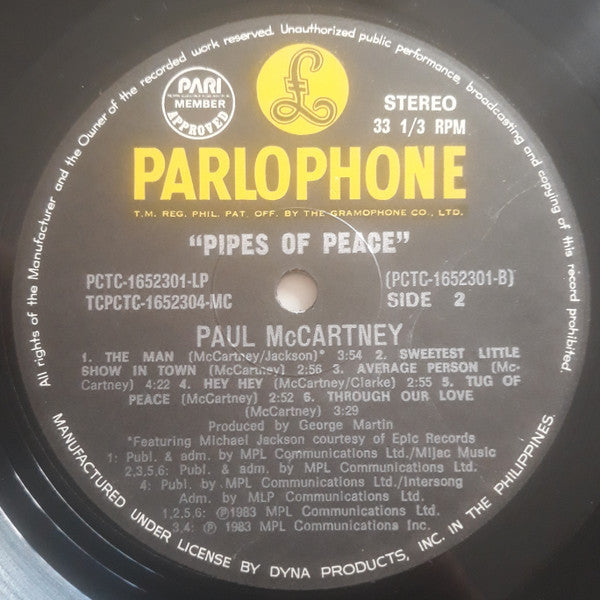 All rights of the Manufacturer and the Owner of the recorded work reserved. Unauthorized public performance, broadcasting and copying of this record prohibited.
PARI
MEMBER
APPROVED
£
STEREO
33 1/3 RPM
PARLOPHONE
T.M. REG. PHIL. PAT. OFF. BY THE GRAMOPHONE CO., LTD.
"PIPES OF PEACE"
PCTC-1652301-LP
(PCTC-1652301-B)
TCPCTC-1652304-MC
SIDE 2
PAUL McCARTNEY
1. THE MAN (McCartney/Jackson)* 3:54 2. SWEETEST LITTLE
SHOW IN TOWN (McCartney) 2:56 3. AVERAGE PERSON (Mc-
Cartney) 4:22 4. HEY HEY (McCartney/Clarke) 2:55 5. TUG OF
PEACE (McCartney) 2:52 6. THROUGH OUR LOVE
(McCartney) 3:29
Produced by George Martin
*Featuring Michael Jackson courtesy of Epic Records
1: Publ. & adm. by MPL Communications Ltd./Mijac Music
2,3,5,6: Publ. & adm. by MPL Communications Ltd.
4: Publ. by MPL Communications Ltd./Intersong
Adm. by MLP Communications Ltd.
1,2,5,6: ℗1983 MPL Communications Ltd.
3,4: ℗ 1983 MPL Communications Inc.
MANUFACTURED UNDER LICENSE BY DYNA PRODUCTS, INC. IN THE PHILIPPINES.